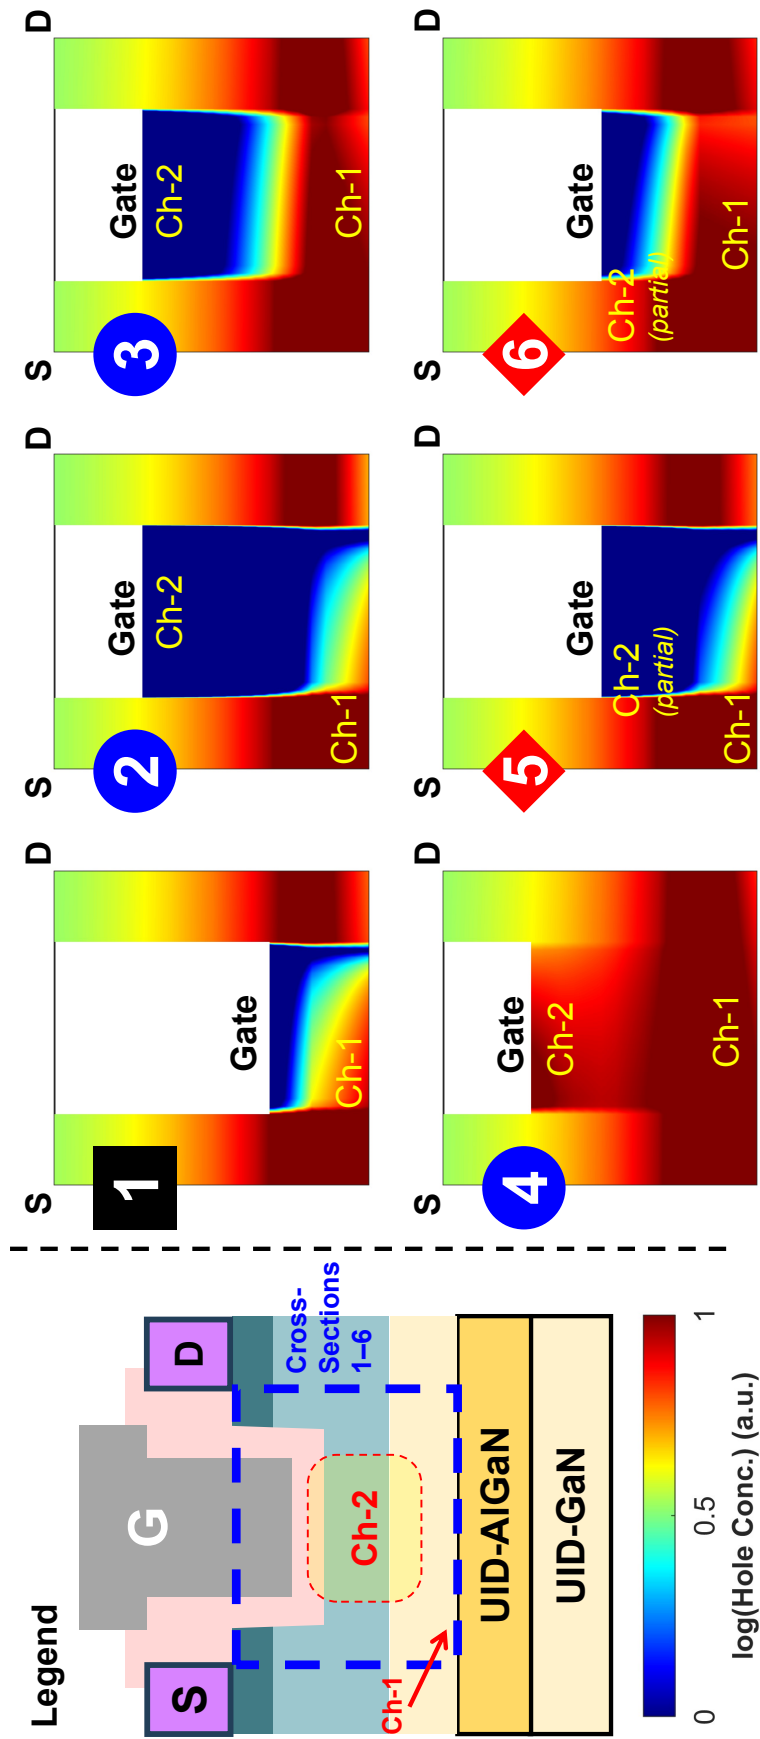 Legend
G
S
D
Cross-
Sections
1–6
Ch-2
Ch-1
UID-AlGaN
UID-GaN
0
0.5
1
log(Hole Conc.) (a.u.)
S
D
1
Gate
Ch-1
S
D
2
Gate
Ch-2
Ch-1
S
D
3
Gate
Ch-2
Ch-1
S
D
4
Gate
Ch-2
Ch-1
S
D
5
Gate
Ch-2
(partial)
Ch-1
S
D
6
Gate
Ch-2
(partial)
Ch-1